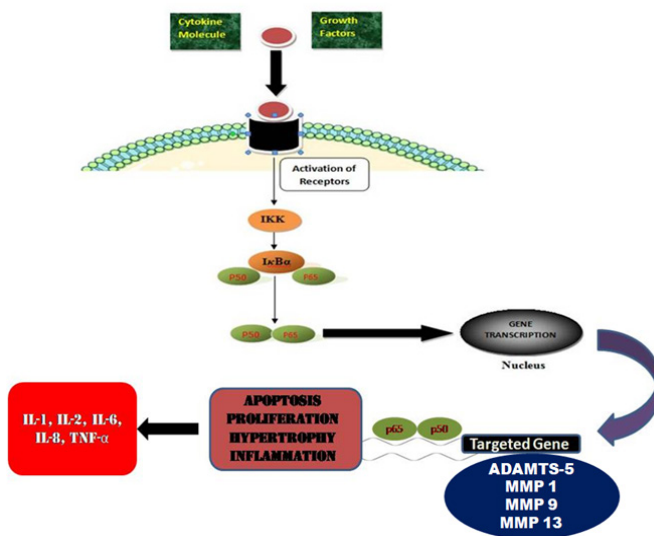 Cytokine
Molecule
Growth
Factors
Activation of
Receptors
IKK
IκBα
P50
P65
P50
P65
GENE
TRANSCRIPTION
Nucleus
IL-1, IL-2, IL-6,
IL-8, TNF-α
APOPTOSIS
PROLIFERATION
HYPERTROPHY
INFLAMMATION
p65
p50
Targeted Gene
ADAMTS-5
MMP 1
MMP 9
MMP 13